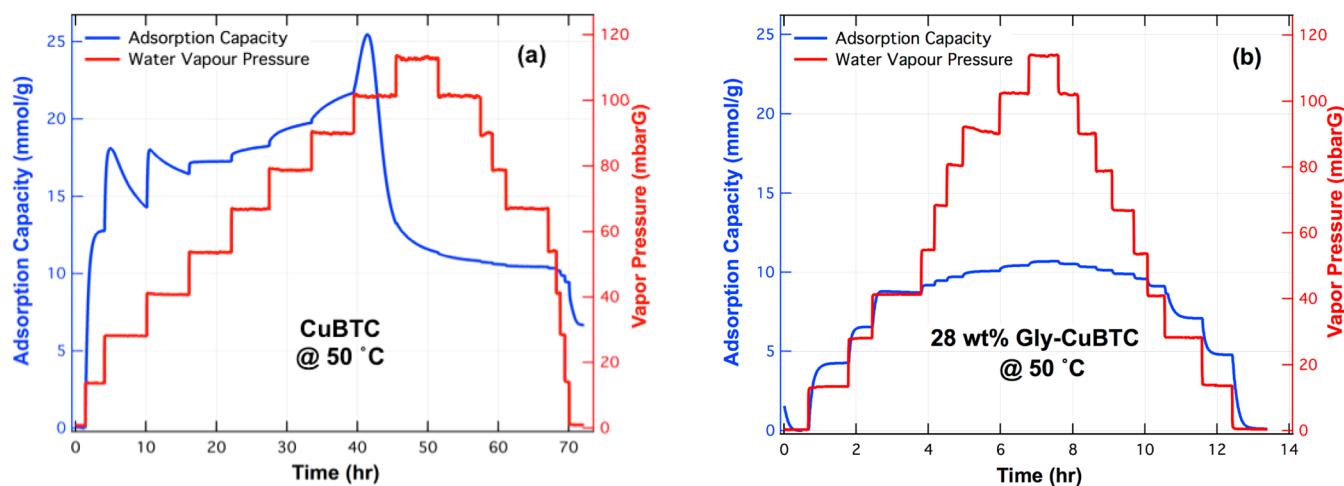 Adsorption Capacity
Water Vapour Pressure
(a)
25
20
15
10
5
0
Adsorption Capacity (mmol/g)
120
100
80
60
40
20
0
Vapor Pressure (mbarG)
CuBTC
@ 50 ˚C
0 10 20 30 40 50 60 70
Time (hr)
Adsorption Capacity
Water Vapour Pressure
(b)
25
20
15
10
5
0
Adsorption Capacity (mmol/g)
120
100
80
60
40
20
0
Vapor Pressure (mbarG)
28 wt% Gly-CuBTC
@ 50 ˚C
0 2 4 6 8 10 12 14
Time (hr)